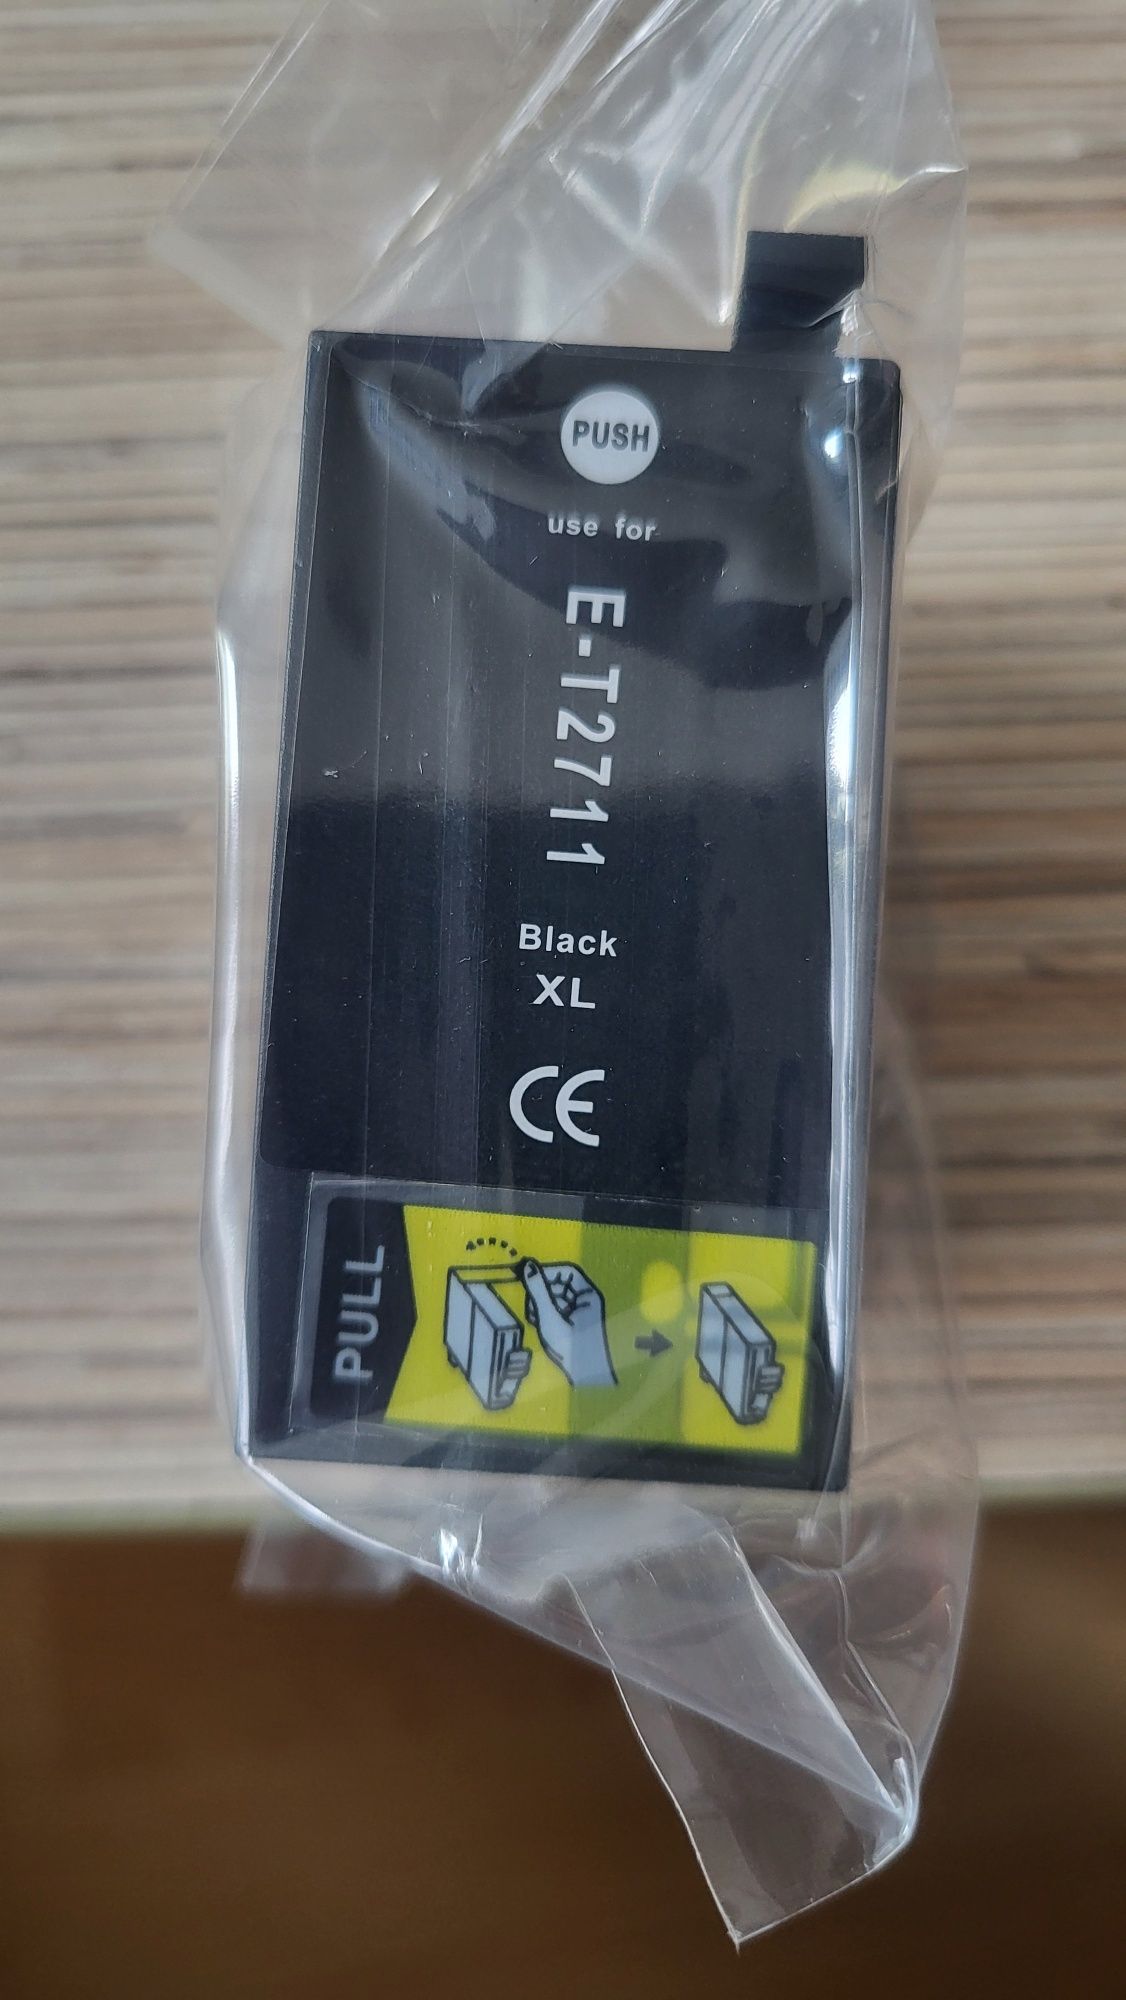 PUSH
use for
E-T2711
Black
XL
CE
PULL